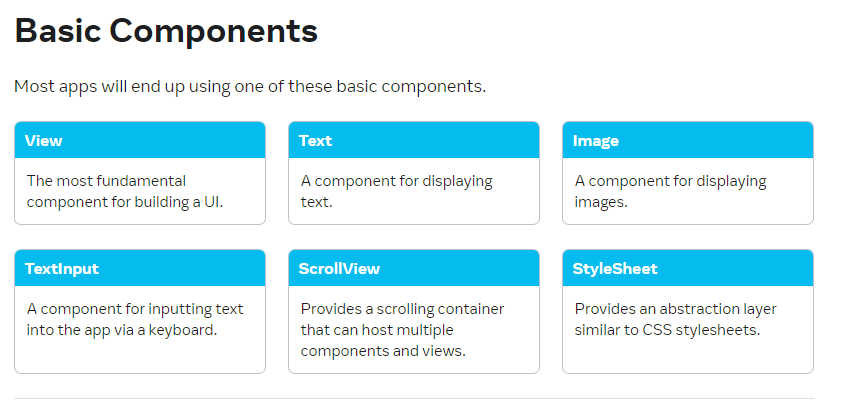 Basic Components
Most apps will end up using one of these basic components.
View
The most fundamental
component for building a UI.
Text
A component for displaying
text.
Image
A component for displaying
images.
TextInput
A component for inputting text
into the app via a keyboard.
ScrollView
Provides a scrolling container
that can host multiple
components and views.
StyleSheet
Provides an abstraction layer
similar to CSS stylesheets.